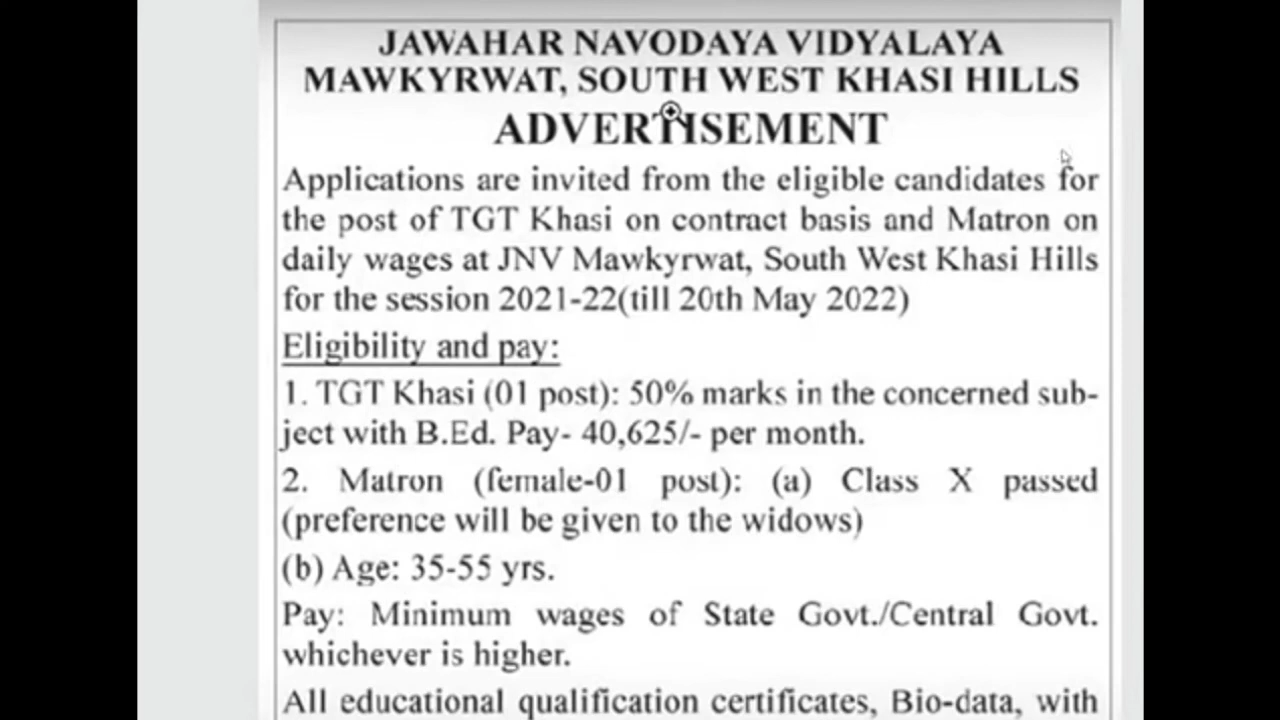 JAWAHAR NAVODAYA VIDYALAYA
MAWKYRWAT, SOUTH WEST KHASI HILLS
ADVERTISEMENT
Applications are invited from the eligible candidates for
the post of TGT Khasi on contract basis and Matron on
daily wages at JNV Mawkyrwat, South West Khasi Hills
for the session 2021-22(till 20th May 2022)
Eligibility and pay:
1. TGT Khasi (01 post): 50% marks in the concerned sub-
ject with B.Ed. Pay- 40,625/- per month.
2. Matron (female-01 post): (a) Class X passed
(preference will be given to the widows)
(b) Age: 35-55 yrs.
Pay: Minimum wages of State Govt./Central Govt.
whichever is higher.
All educational qualification certificates, Bio-data, with